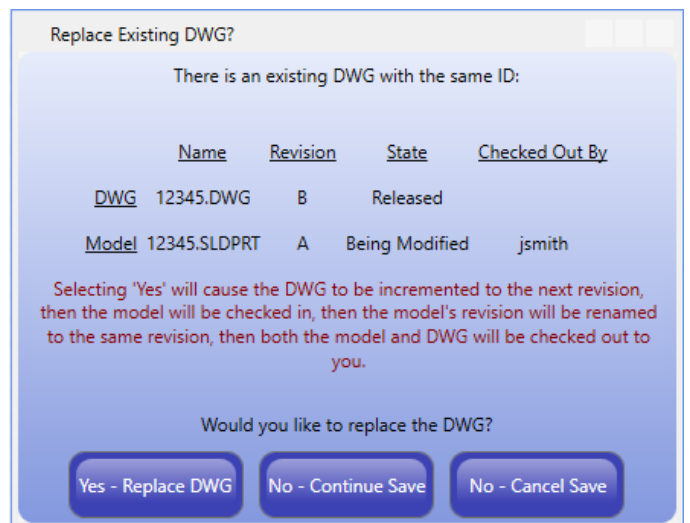 Replace Existing DWG?
There is an existing DWG with the same ID:
Name Revision State Checked Out By
DWG 12345.DWG B Released
Model 12345.SLDPRT A Being Modified jsmith
Selecting 'Yes' will cause the DWG to be incremented to the next revision,
then the model will be checked in, then the model's revision will be renamed
to the same revision, then both the model and DWG will be checked out to
you.
Would you like to replace the DWG?
Yes - Replace DWG No - Continue Save No - Cancel Save